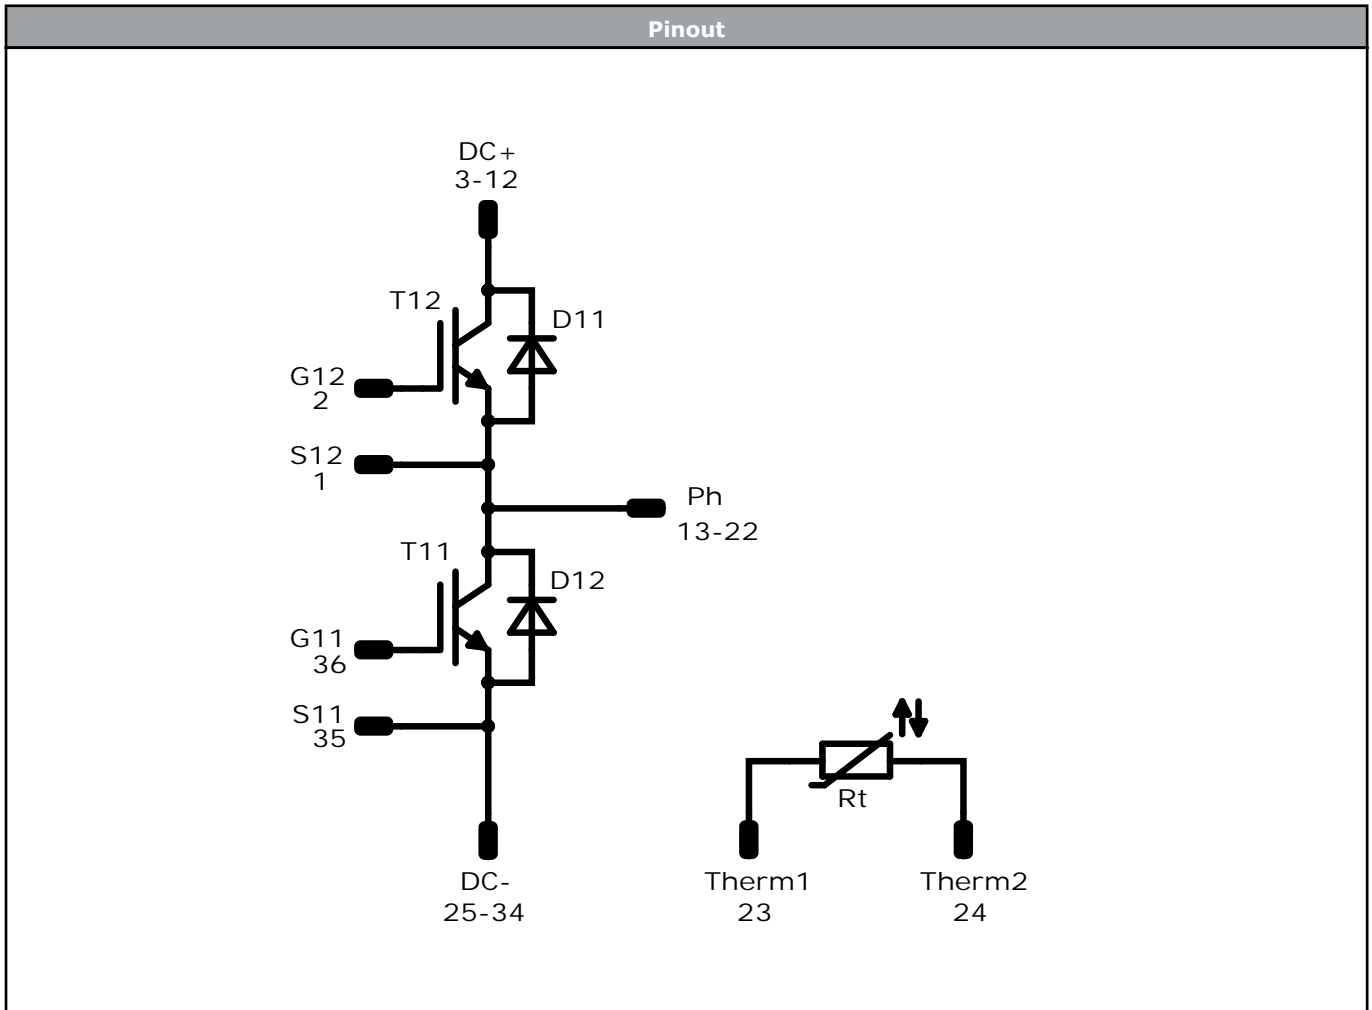 Pinout
DC+
3-12
T12
D11
G12
2
S12
1
Ph
13-22
T11
D12
G11
36
S11
35
Rt
DC-
25-34
Therm1
23
Therm2
24